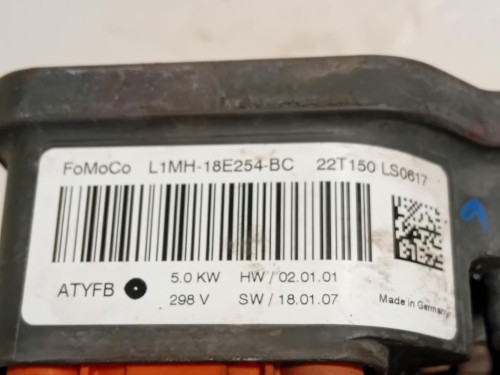 FoMoCo L1MH-18E254-BC 22T150 LS0617
ATYFB 5.0 KW HW / 02.01.01
298 V SW / 18.01.07 Made in Germany